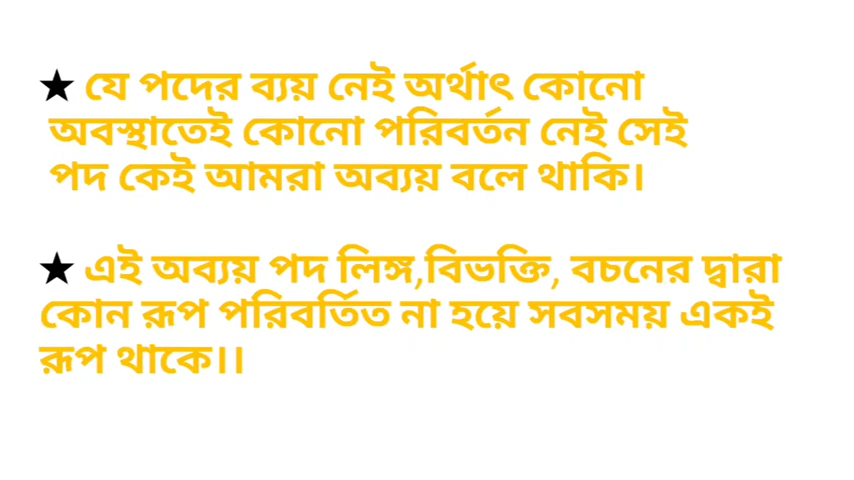 ★ যে পদের ব্যয় নেই অর্থাৎ কোনো
অবস্থাতেই কোনো পরিবর্তন নেই সেই
পদ কেই আমরা অব্যয় বলে থাকি।
★ এই অব্যয় পদ লিঙ্গ,বিভক্তি, বচনের দ্বারা
কোন রূপ পরিবর্তিত না হয়ে সবসময় একই
রূপ থাকে।।